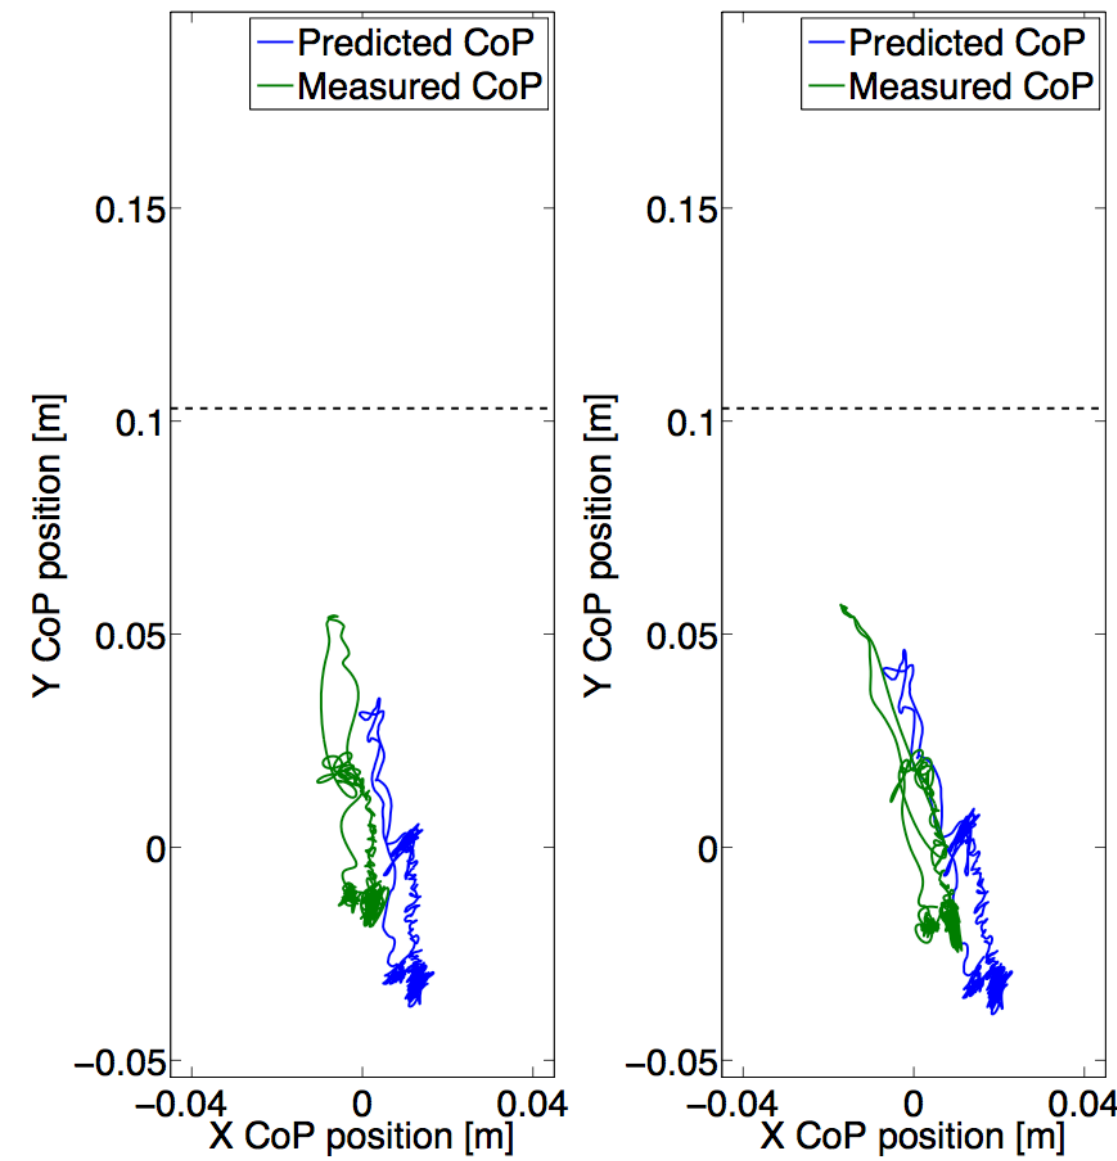 Predicted CoP
Measured CoP
0.15
0.1
0.05
0
−0.05
−0.04 0 0.04
X CoP position [m]
Y CoP position [m]
Predicted CoP
Measured CoP
0.15
0.1
0.05
0
−0.05
−0.04 0 0.04
X CoP position [m]
Y CoP position [m]